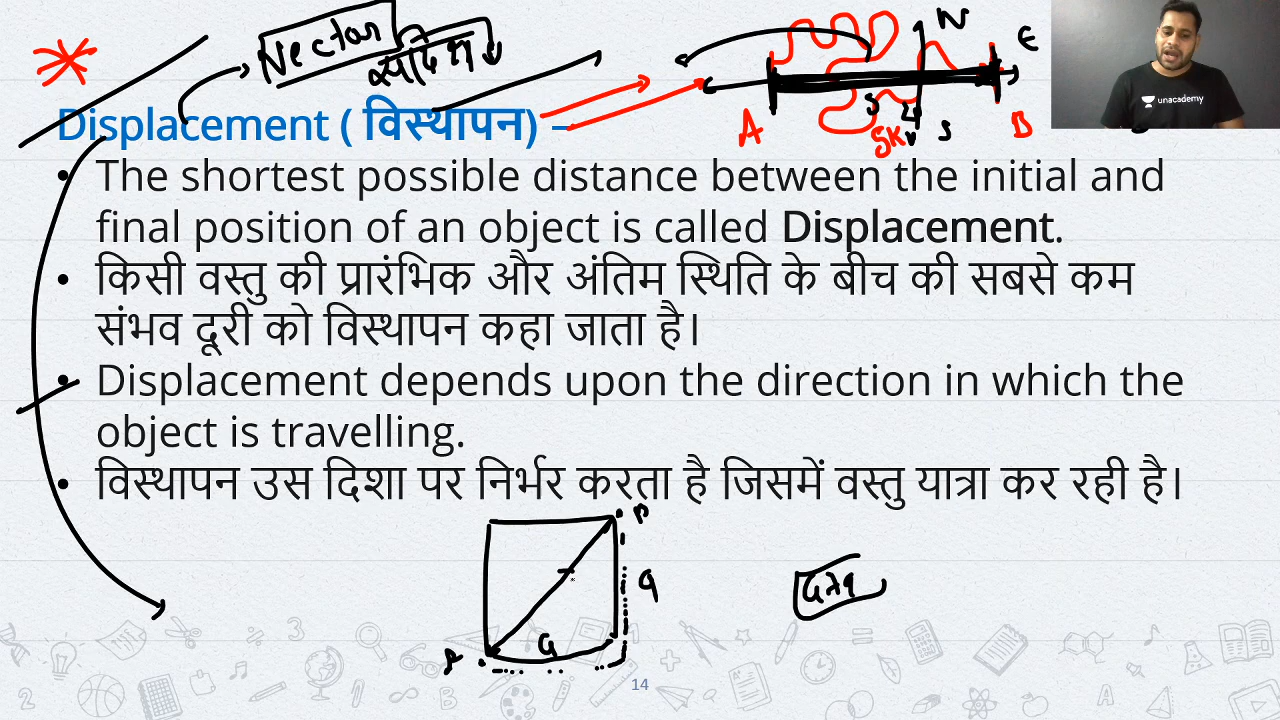 Vector
सदिश
N
E
S
S
A
5K
B
unacademy
Displacement ( विस्थापन) –
• The shortest possible distance between the initial and
final position of an object is called Displacement.
• किसी वस्तु की प्रारंभिक और अंतिम स्थिति के बीच की सबसे कम
संभव दूरी को विस्थापन कहा जाता है।
• Displacement depends upon the direction in which the
object is travelling.
• विस्थापन उस दिशा पर निर्भर करता है जिसमें वस्तु यात्रा कर रही है।
14